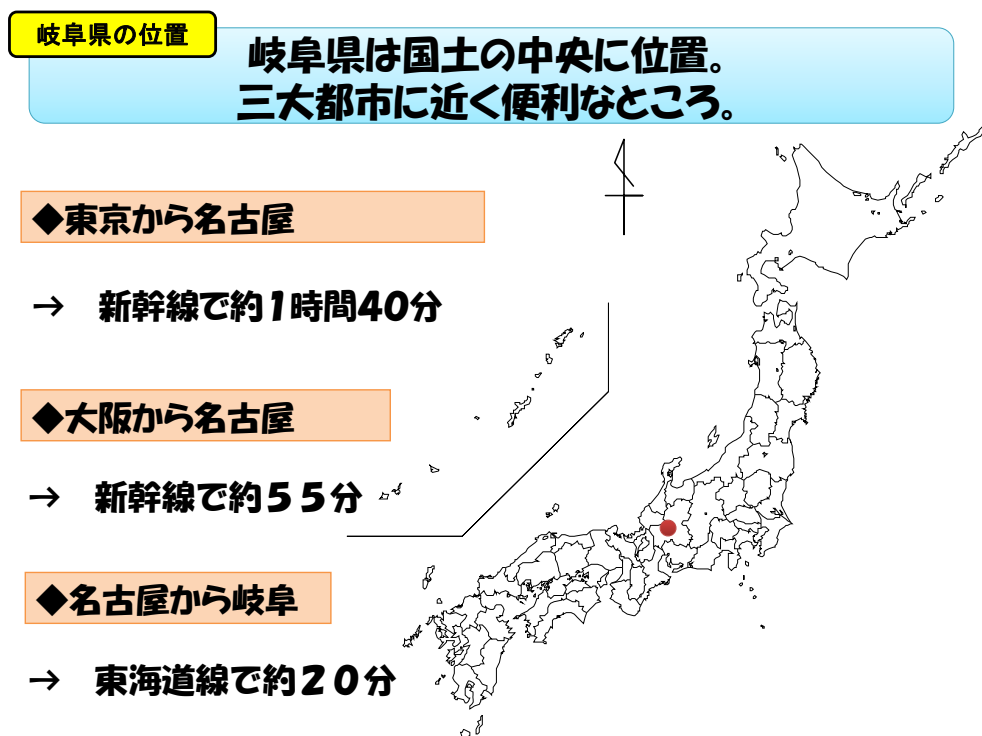 岐阜県の位置
岐阜県は国土の中央に位置。
三大都市に近く便利なところ。
◆東京から名古屋
→ 新幹線で約1時間40分
◆大阪から名古屋
→ 新幹線で約５５分
◆名古屋から岐阜
→ 東海道線で約２０分